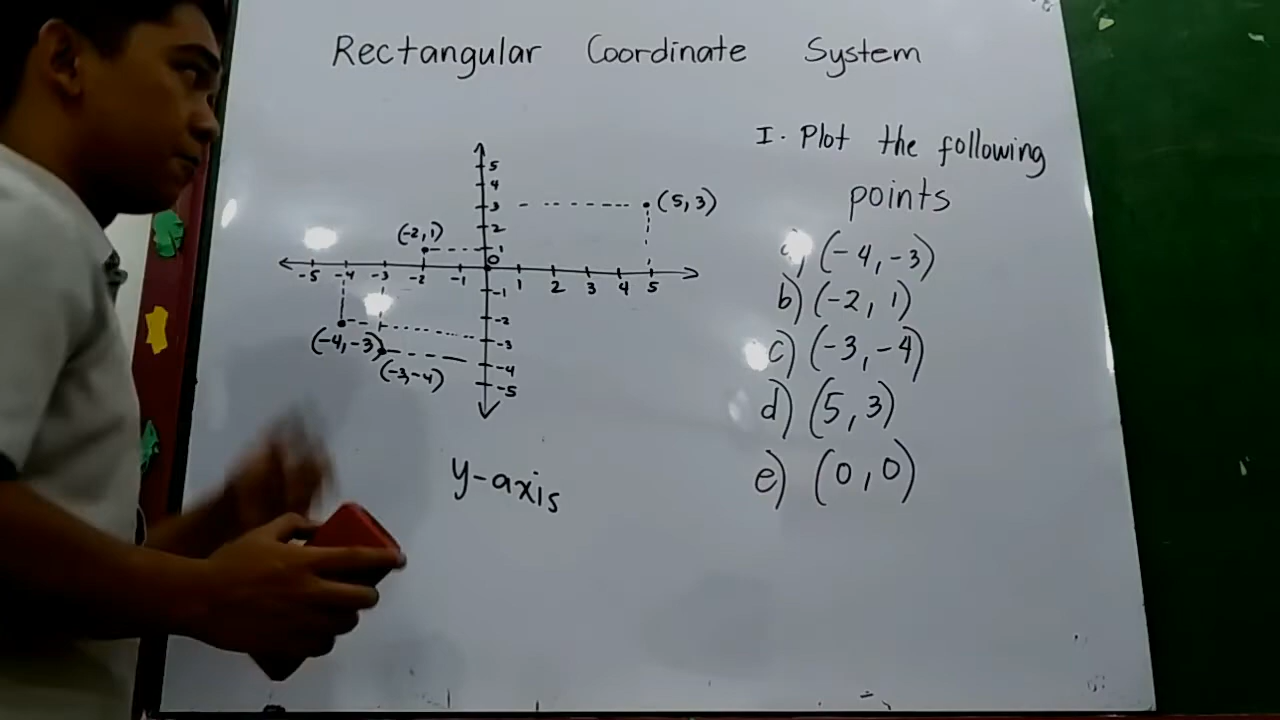 Rectangular Coordinate System
I. Plot the following
points
a) (-4, -3)
b) (-2, 1)
c) (-3, -4)
d) (5, 3)
e) (0, 0)
5
4
3
2
1
0
-5 -4 -3 -2 -1 1 2 3 4 5
-1
-2
-3
-4
-5
(5, 3)
(-2, 1)
(-4, -3)
(-3, -4)
y-axis